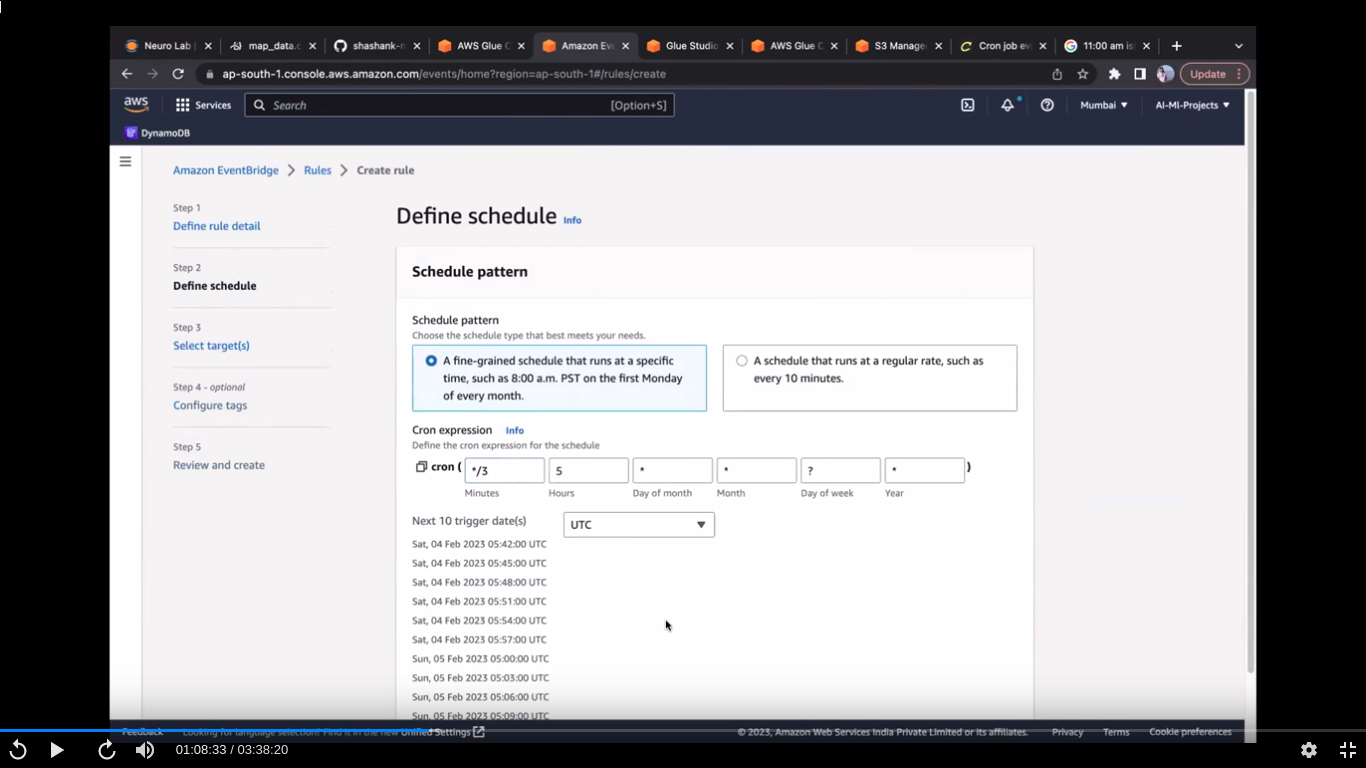 Neuro Lab
map_data.c
shashank-r
AWS Glue C
Amazon Eve
Glue Studio
AWS Glue C
S3 Manage
Cron job ev
11:00 am is
ap-south-1.console.aws.amazon.com/events/home?region=ap-south-1#/rules/create
Update
aws
Services
Search
[Option+S]
Mumbai
AI-Ml-Projects
DynamoDB
Amazon EventBridge
Rules
Create rule
Step 1
Define rule detail
Step 2
Define schedule
Step 3
Select target(s)
Step 4 - optional
Configure tags
Step 5
Review and create
Define schedule Info
Schedule pattern
Schedule pattern
Choose the schedule type that best meets your needs.
A fine-grained schedule that runs at a specific
time, such as 8:00 a.m. PST on the first Monday
of every month.
A schedule that runs at a regular rate, such as
every 10 minutes.
Cron expression Info
Define the cron expression for the schedule
cron ( */3 5 * * ? * )
Minutes Hours Day of month Month Day of week Year
Next 10 trigger date(s)
UTC
Sat, 04 Feb 2023 05:42:00 UTC
Sat, 04 Feb 2023 05:45:00 UTC
Sat, 04 Feb 2023 05:48:00 UTC
Sat, 04 Feb 2023 05:51:00 UTC
Sat, 04 Feb 2023 05:54:00 UTC
Sat, 04 Feb 2023 05:57:00 UTC
Sun, 05 Feb 2023 05:00:00 UTC
Sun, 05 Feb 2023 05:03:00 UTC
Sun, 05 Feb 2023 05:06:00 UTC
Sun, 05 Feb 2023 05:09:00 UTC
Feedback
Looking for language selection? Find it in the new Unified Settings
© 2023, Amazon Web Services India Private Limited or its affiliates.
Privacy
Terms
Cookie preferences
01:08:33 / 03:38:20